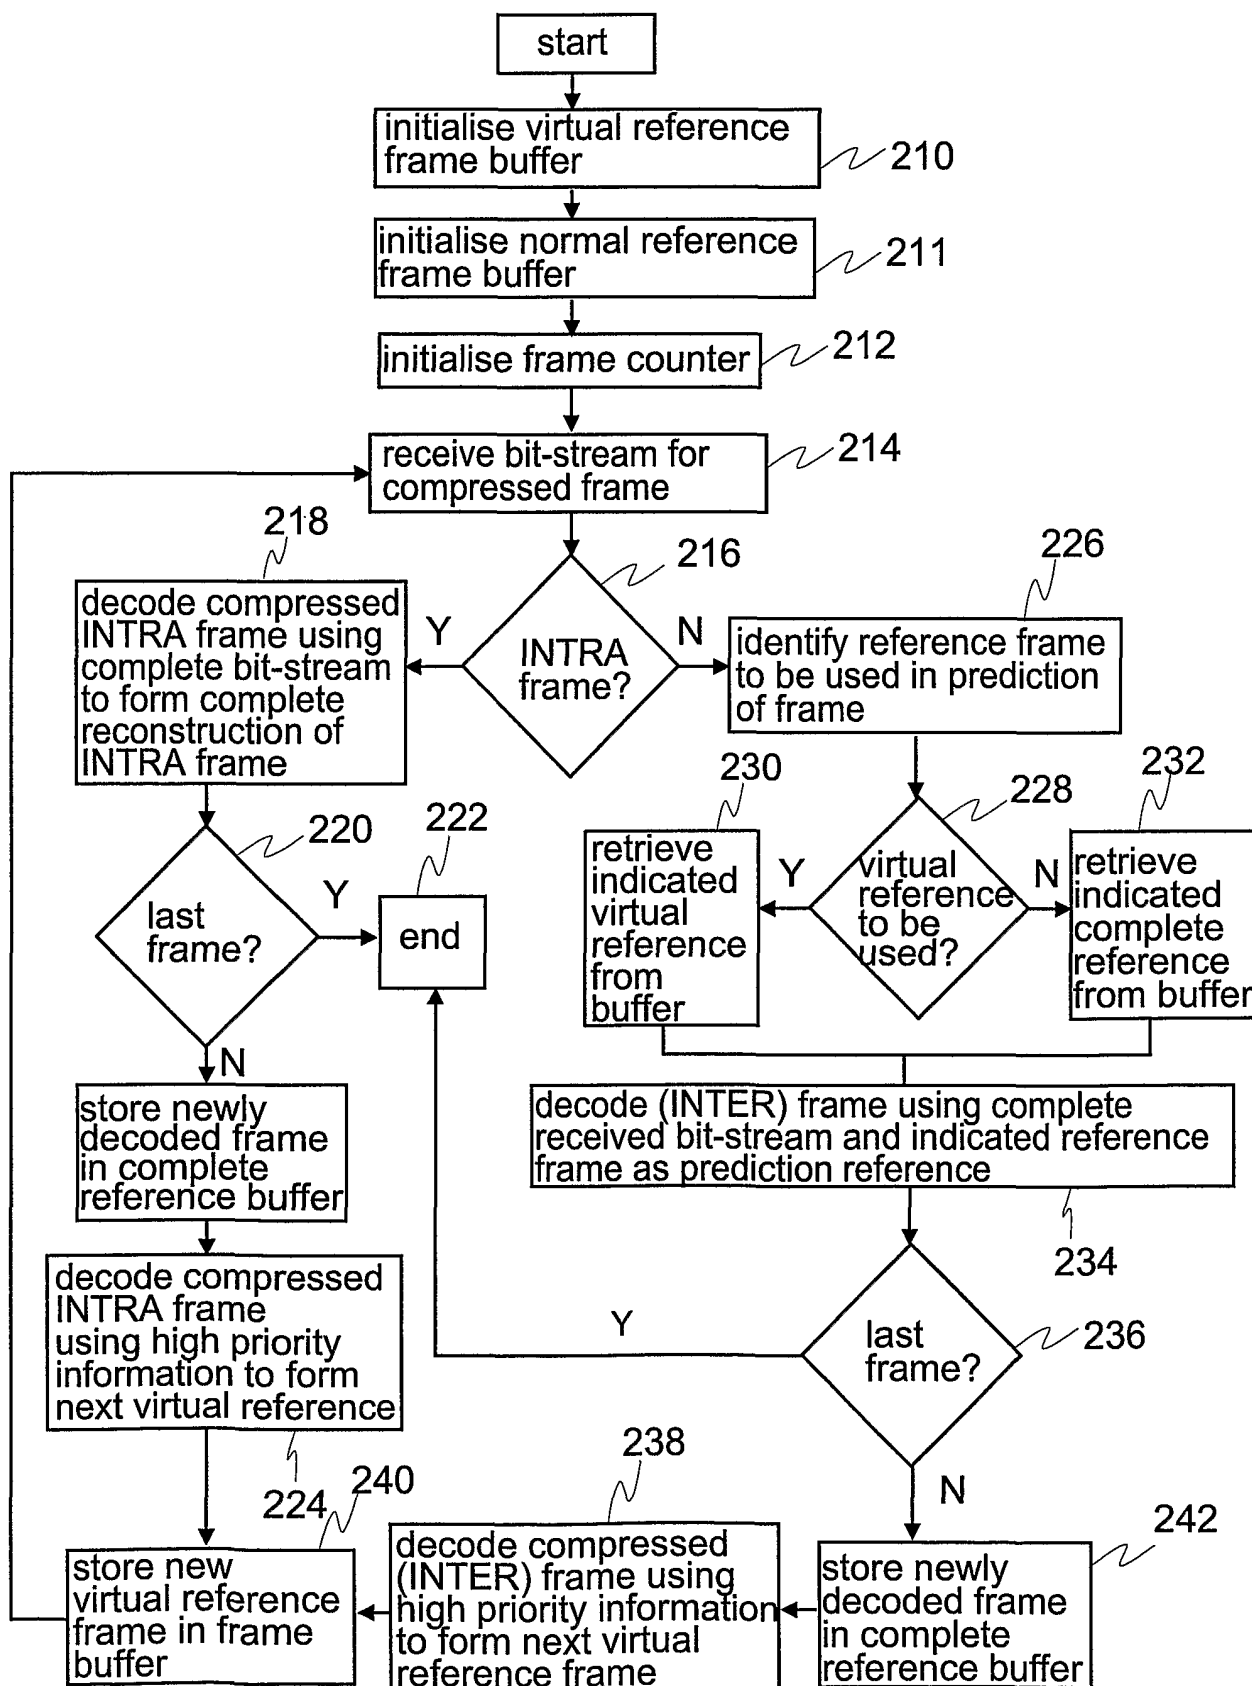 start
initialise virtual reference
frame buffer
210
initialise normal reference
frame buffer
211
initialise frame counter
212
receive bit-stream for
compressed frame
214
216
INTRA
frame?
Y
N
218
decode compressed
INTRA frame using
complete bit-stream
to form complete
reconstruction of
INTRA frame
226
identify reference frame
to be used in prediction
of frame
220
last
frame?
Y
N
222
end
228
virtual
reference
to be
used?
Y
N
230
retrieve
indicated
virtual
reference
from
buffer
232
retrieve
indicated
complete
reference
from buffer
store newly
decoded frame
in complete
reference buffer
decode (INTER) frame using complete
received bit-stream and indicated reference
frame as prediction reference
234
decode compressed
INTRA frame
using high priority
information to form
next virtual reference
224
last
frame?
236
Y
N
240
store new
virtual reference
frame in frame
buffer
238
decode compressed
(INTER) frame using
high priority information
to form next virtual
reference frame
242
store newly
decoded frame
in complete
reference buffer